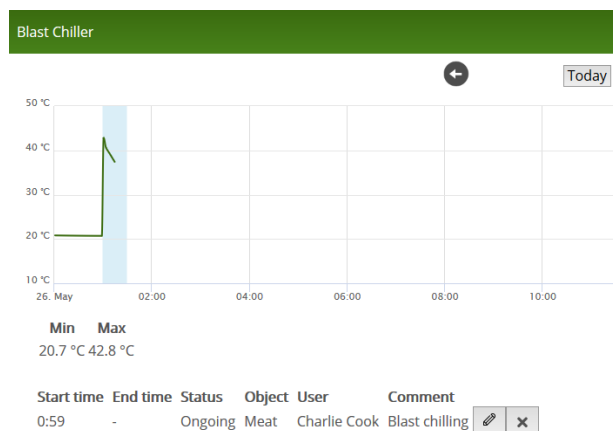 Blast Chiller
Today
50 °C
40 °C
30 °C
20 °C
10 °C
26. May 02:00 04:00 06:00 08:00 10:00
Min Max
20.7 °C 42.8 °C
Start time End time Status Object User Comment
0:59 - Ongoing Meat Charlie Cook Blast chilling